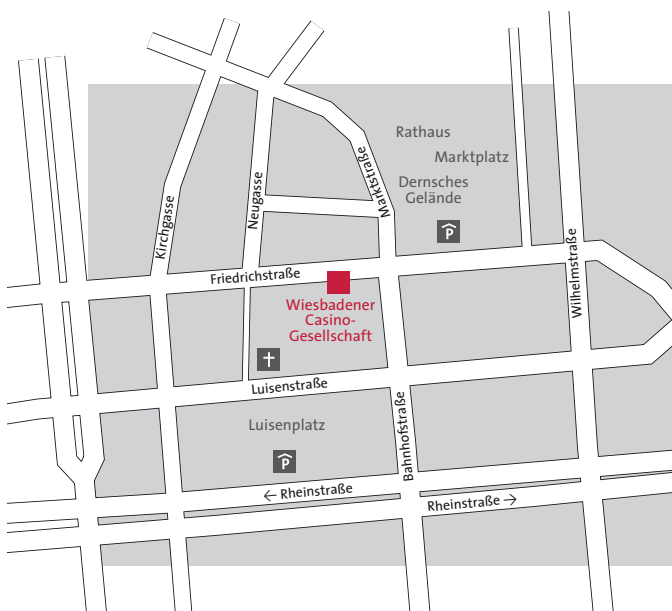 Rathaus
Marktplatz
Dernsches
Gelände
P
Marktstraße
Neugasse
Kirchgasse
Friedrichstraße
Wilhelmstraße
Wiesbadener
Casino-
Gesellschaft
Luisenstraße
Bahnhofstraße
Luisenplatz
P
← Rheinstraße
Rheinstraße →